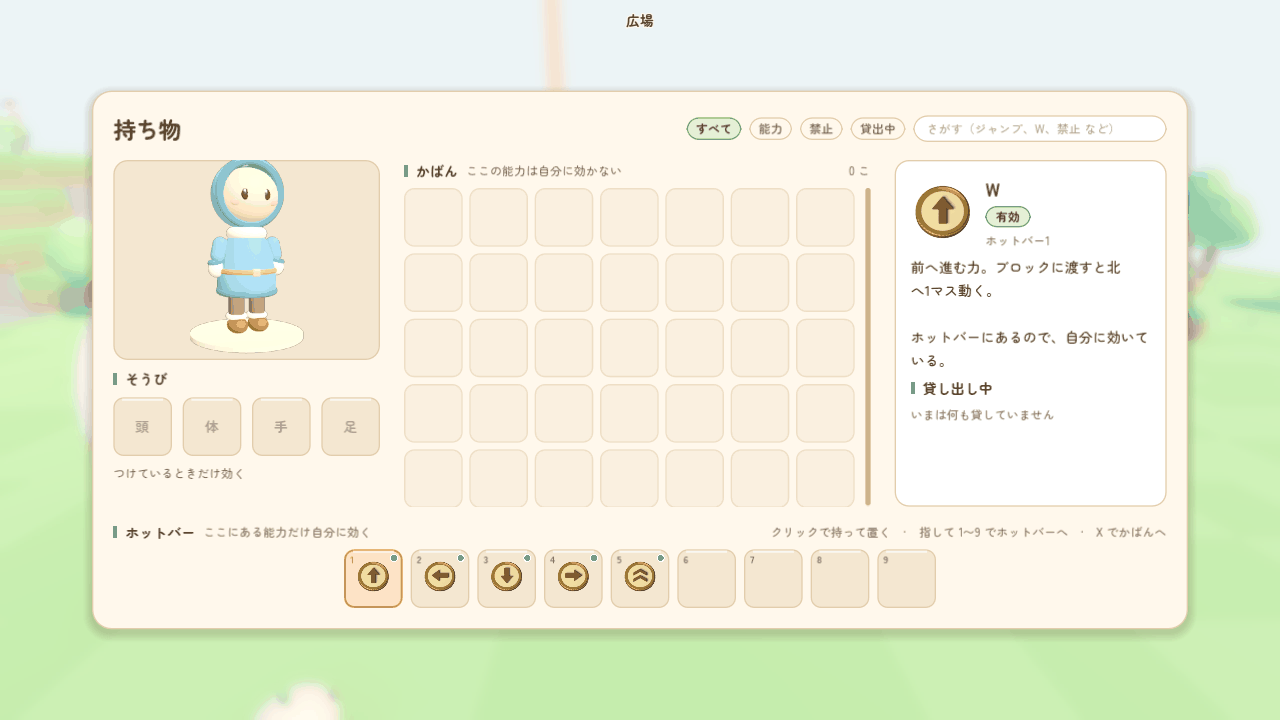 広場
持ち物
すべて 能力 禁止 貸出中 さがす（ジャンプ、W、禁止 など）
かばん ここの能力は自分に効かない 0 こ
W
有効
ホットバー1
前へ進む力。ブロックに渡すと北
へ1マス動く。
ホットバーにあるので、自分に効いて
いる。
貸し出し中
いまは何も貸していません
そうび
頭 体 手 足
つけているときだけ効く
ホットバー ここにある能力だけ自分に効く
クリックで持って置く ・ 指して 1〜9 でホットバーへ ・ X でかばんへ
1 2 3 4 5 6 7 8 9